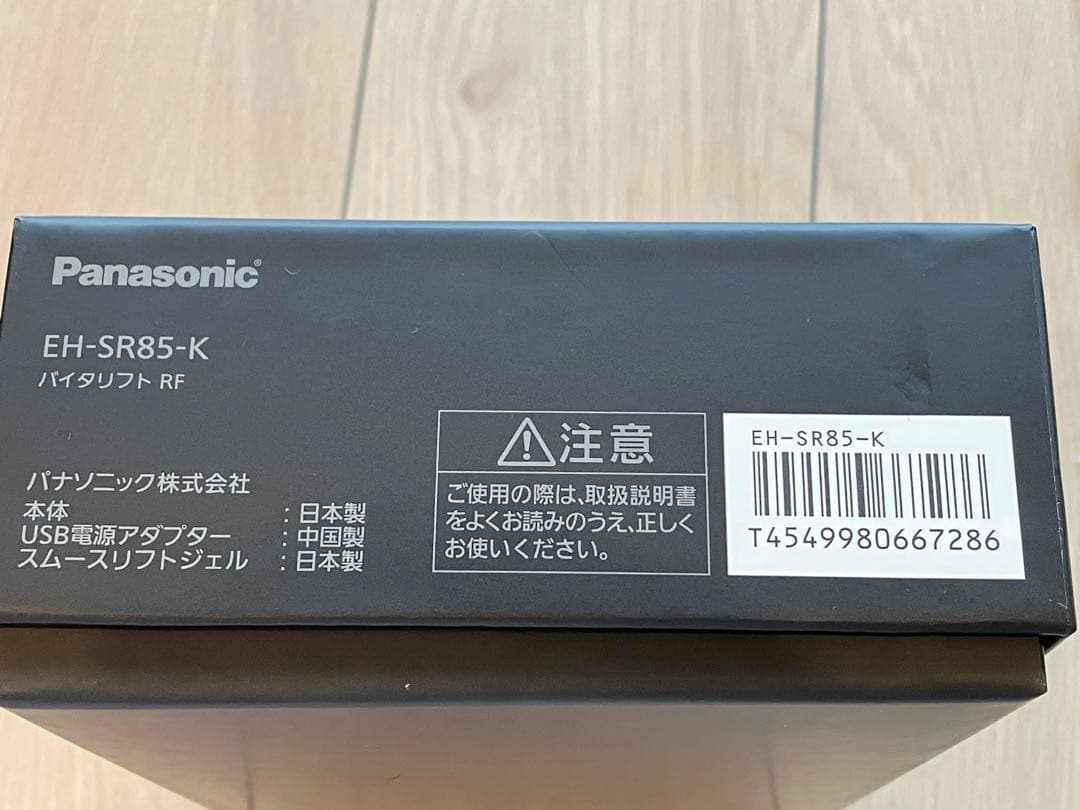 Panasonic®
EH-SR85-K
バイタリフト RF
パナソニック株式会社
本体 : 日本製
USB電源アダプター : 中国製
スムースリフトジェル : 日本製
注意
ご使用の際は、取扱説明書
をよくお読みのうえ、正しく
お使いください。
EH-SR85-K
T4549980667286